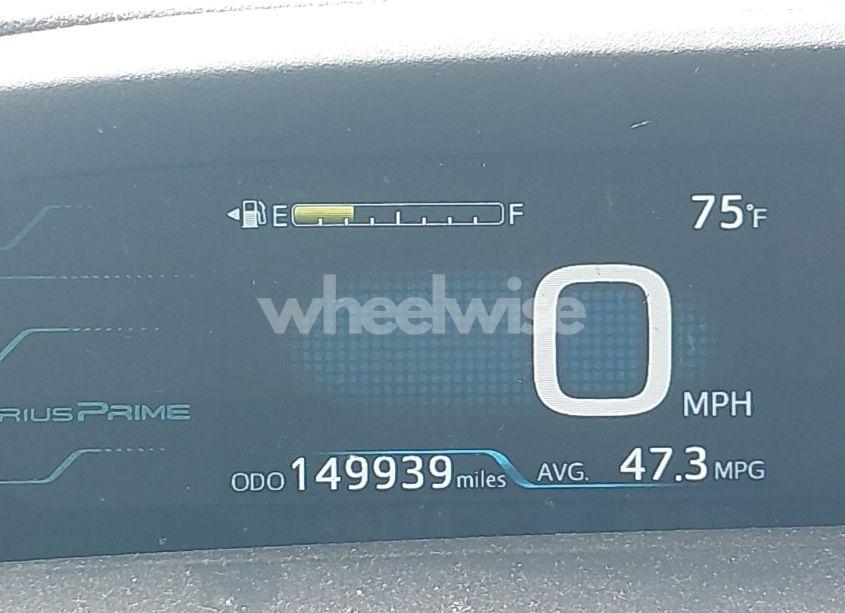 E F 75°F
wheelwise
0 MPH
RIUS PRIME
ODO 149939 miles AVG. 47.3 MPG